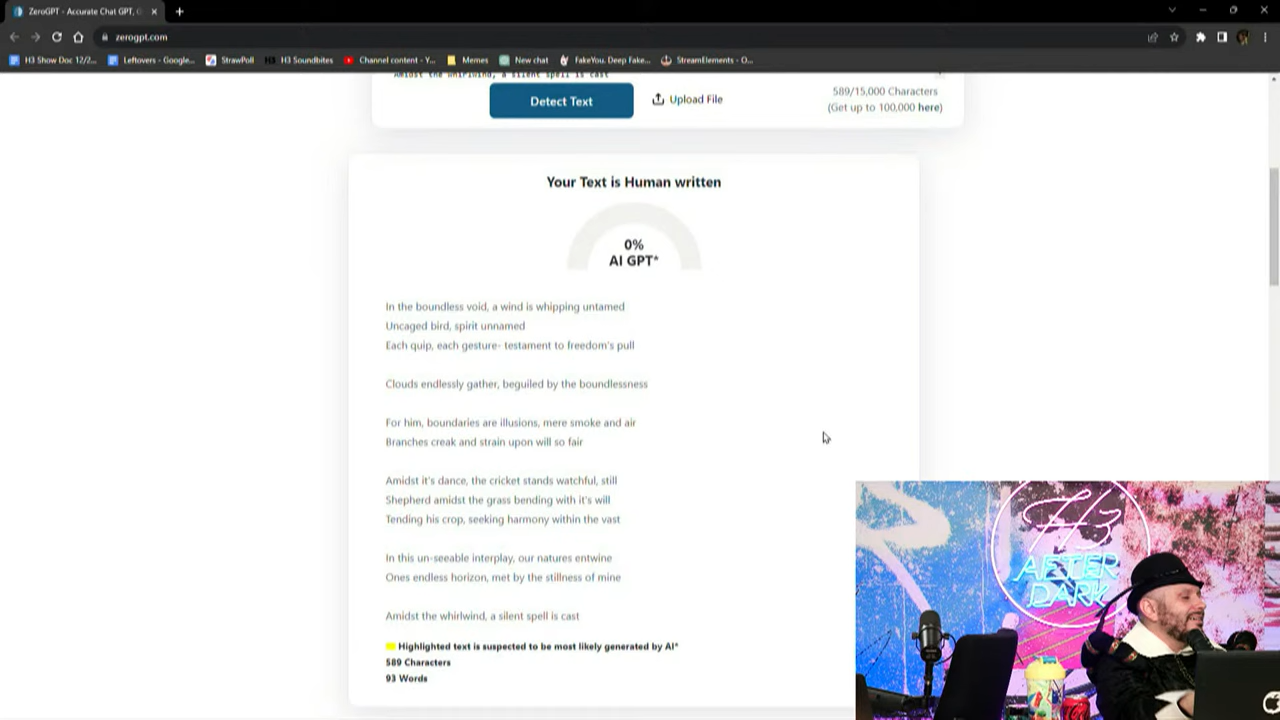 ZeroGPT - Accurate Chat GPT,
zerogpt.com
H3 Show Doc 12/2...
Leftovers - Google...
StrawPoll
H3 Soundbites
Channel content - Y...
Memes
New chat
FakeYou. Deep Fake...
StreamElements - O...
Amidst the whirlwind, a silent spell is cast
Detect Text
Upload File
589/15,000 Characters
(Get up to 100,000 here)
Your Text is Human written
0%
AI GPT*
In the boundless void, a wind is whipping untamed
Uncaged bird, spirit unnamed
Each quip, each gesture- testament to freedom's pull
Clouds endlessly gather, beguiled by the boundlessness
For him, boundaries are illusions, mere smoke and air
Branches creak and strain upon will so fair
Amidst it's dance, the cricket stands watchful, still
Shepherd amidst the grass bending with it's will
Tending his crop, seeking harmony within the vast
In this un-seeable interplay, our natures entwine
Ones endless horizon, met by the stillness of mine
Amidst the whirlwind, a silent spell is cast
Highlighted text is suspected to be most likely generated by AI*
589 Characters
93 Words
H3
AFTER
DARK